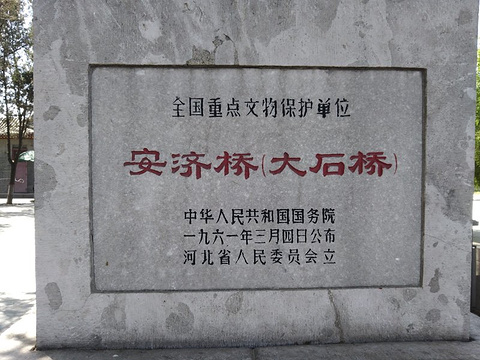 全国重点文物保护单位
安济桥(大石桥)
中华人民共和国国务院
一九六一年三月四日公布
河北省人民委员会立